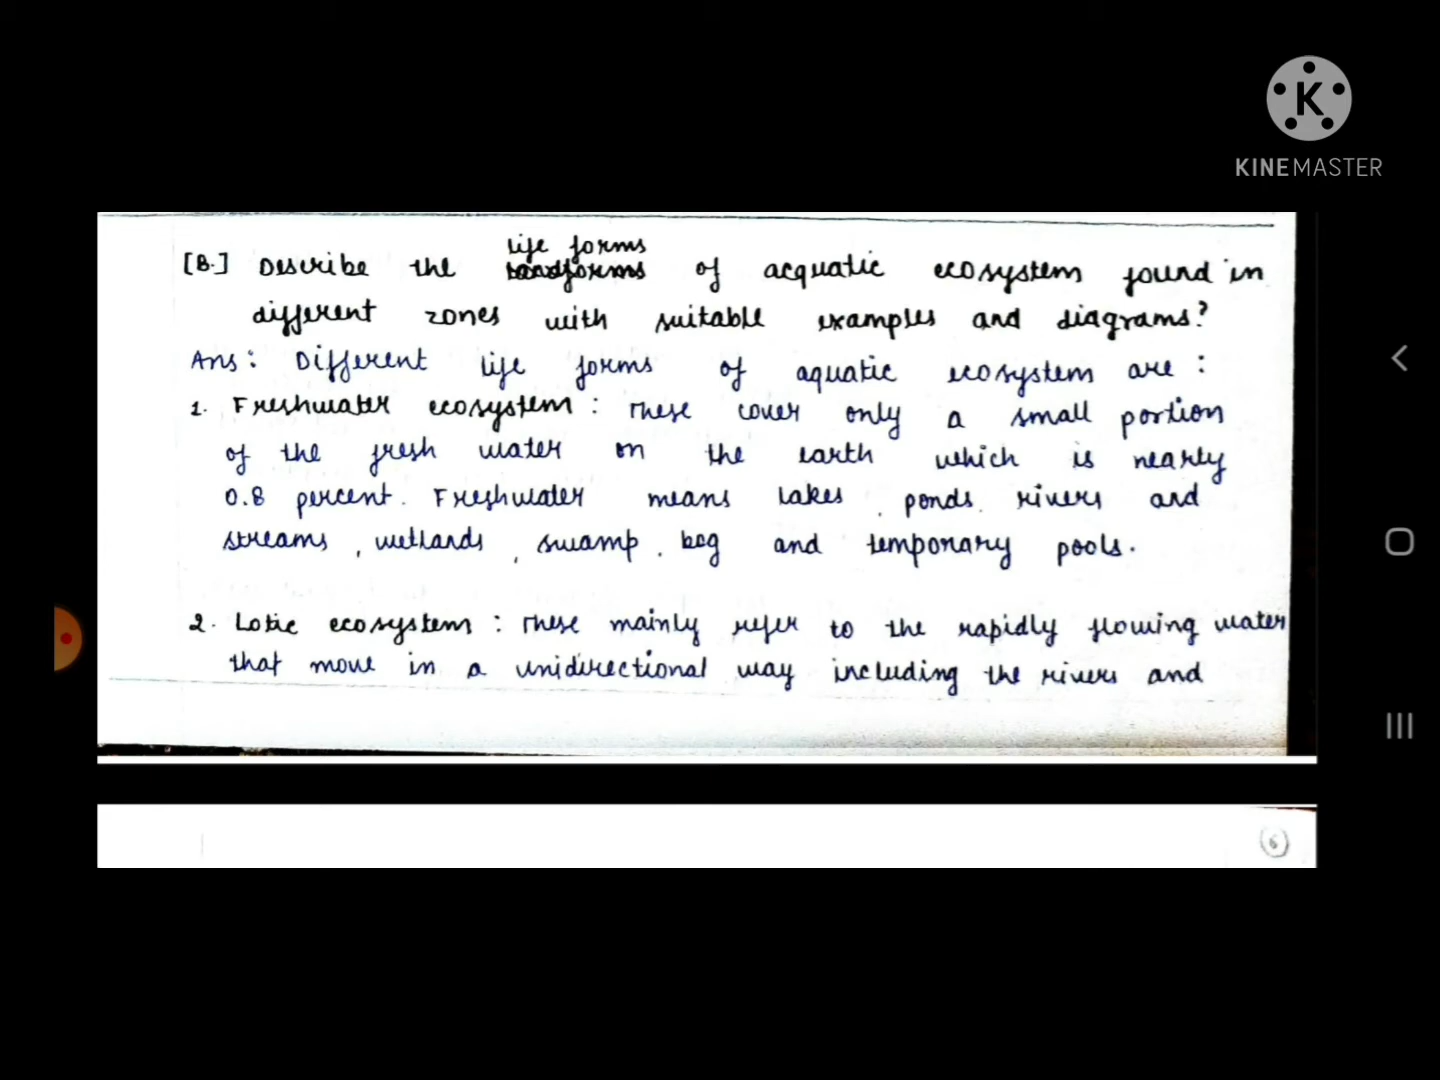 K
KINEMASTER
life forms
[B.] Describe the landforms of acquatic ecosystem found in
different zones with suitable examples and diagrams?
Ans: Different life forms of aquatic ecosystem are :
1. Freshwater ecosystem : These cover only a small portion
of the fresh water on the earth which is nearly
0.8 percent. Freshwater means lakes, ponds, rivers and
streams, wetlands, swamp, bog and temporary pools.
2. Lotic ecosystem : These mainly refer to the rapidly flowing water
that move in a unidirectional way including the rivers and
6